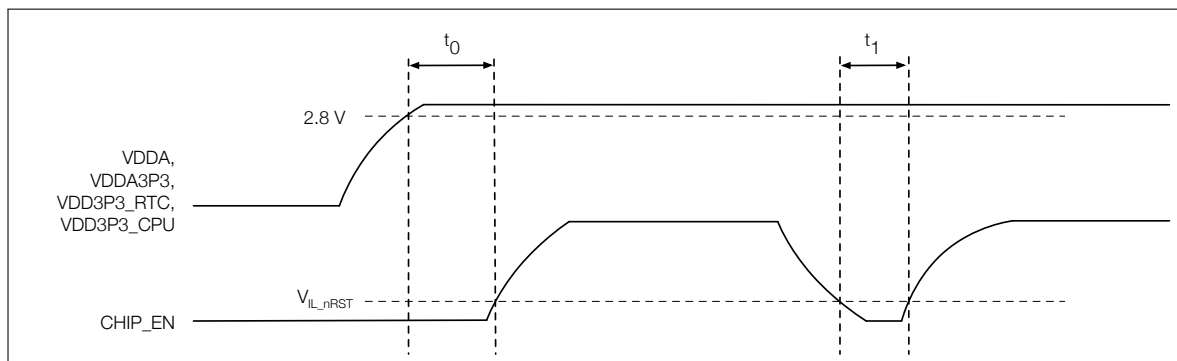 t0
t1
2.8 V
VDDA,
VDDA3P3,
VDD3P3_RTC,
VDD3P3_CPU
VIL_nRST
CHIP_EN